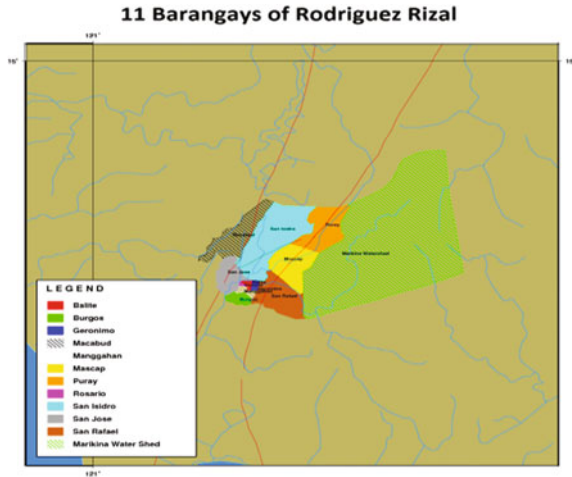 11 Barangays of Rodriguez Rizal
121°
15'
San Isidro
Puray
Macabud
Marikina Watershed
Mascap
San Jose
San Rafael
Burgos
LEGEND
Balite
Burgos
Geronimo
Macabud
Manggahan
Mascap
Puray
Rosario
San Isidro
San Jose
San Rafael
Marikina Water Shed
121°